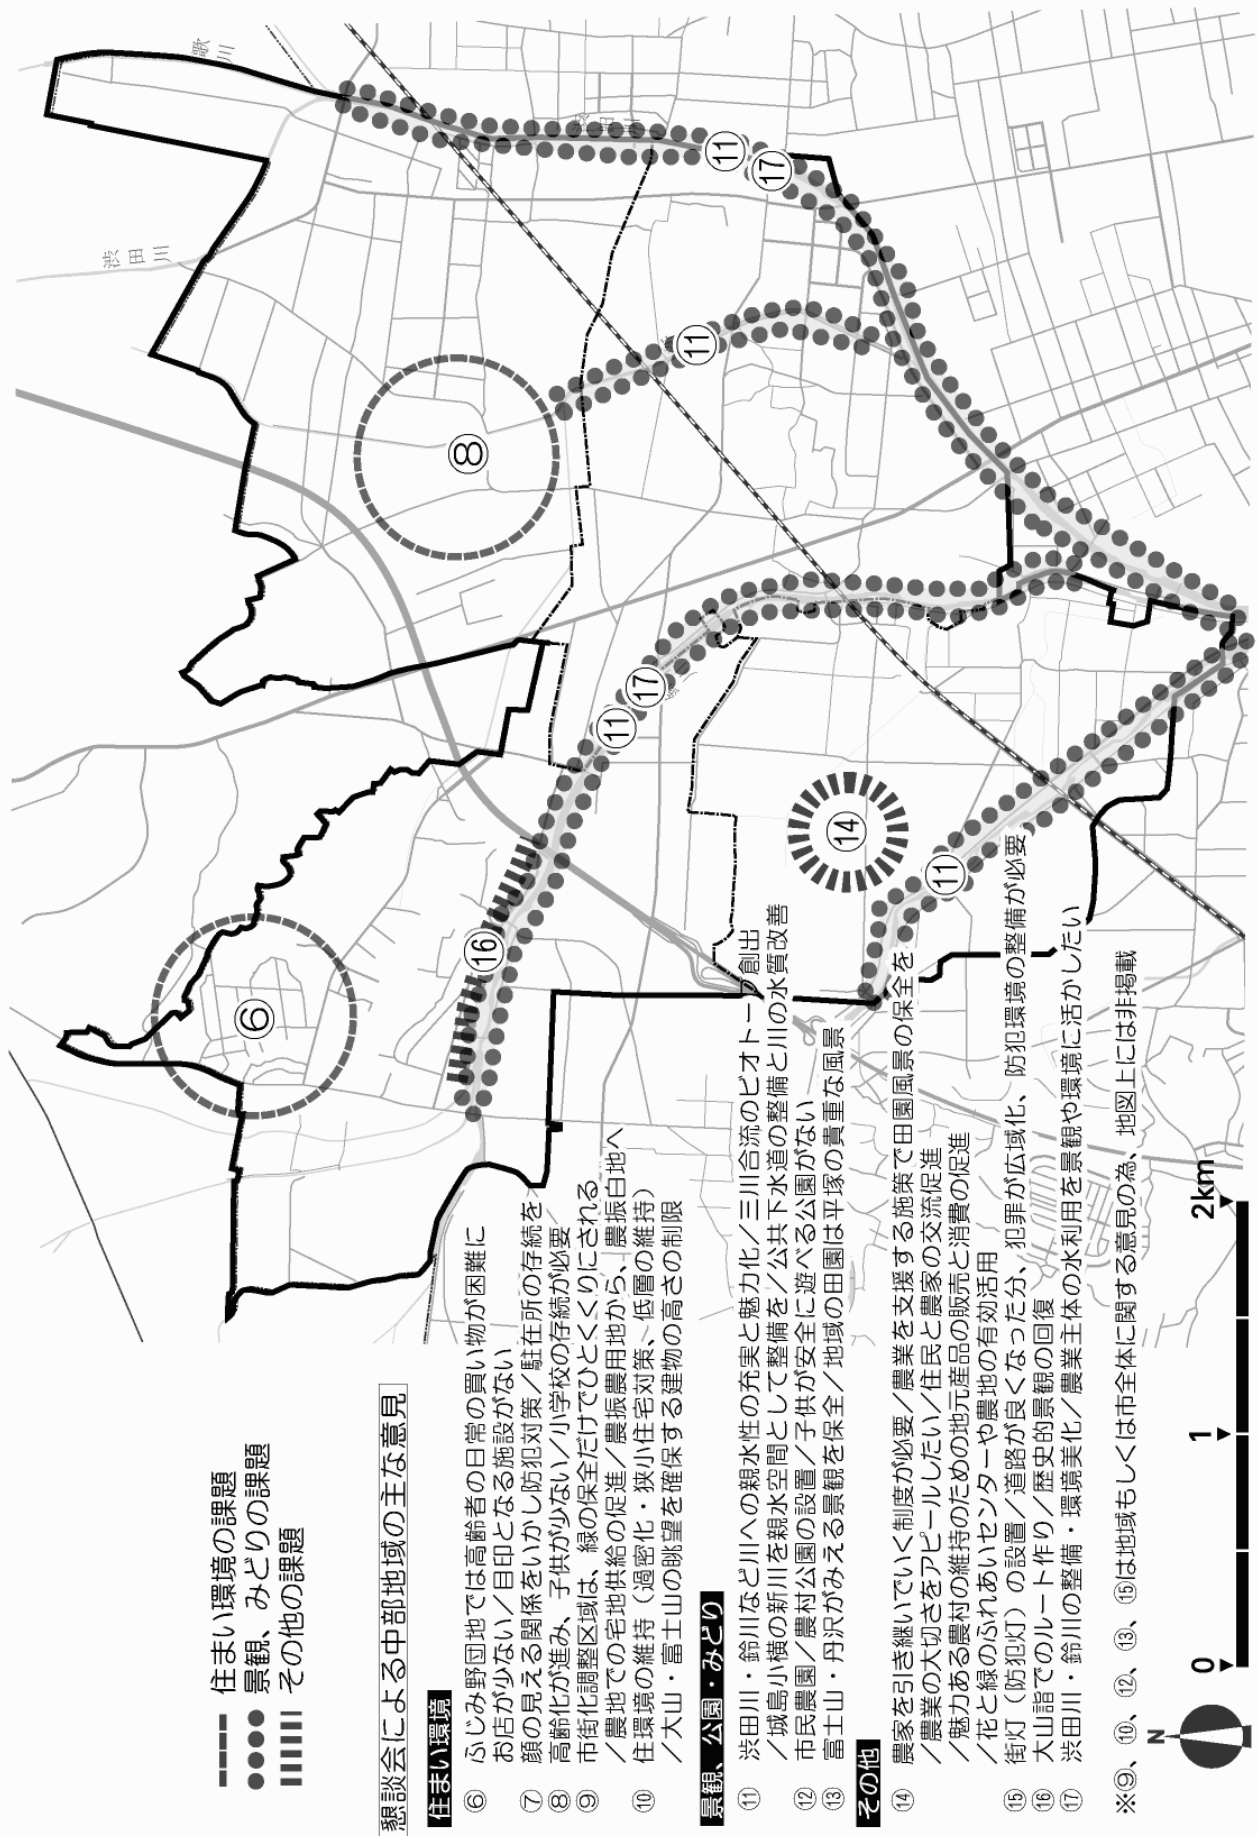 住まい環境の課題
景観、みどりの課題
その他の課題
懇談会による中部地域の主な意見
住まい環境
⑥ ふじみ野団地では高齢者の日常の買い物が困難に
お店が少ない／目印となる施設がない
⑦ 顔の見える関係をいかし防犯対策／駐在所の存続を
⑧ 高齢化が進み、子供が少ない／小学校の存続が必要
⑨ 市街化調整区域は、緑の保全だけでひとくくりにされる
／農地での宅地供給の促進／農振農用地から、農振白地へ
⑩ 住環境の維持（過密化・狭小住宅対策、低層の維持）
／大山・富士山の眺望を確保する建物の高さの制限
景観、公園・みどり
⑪ 渋田川・鈴川など川への親水性の充実と魅力化／三川合流のビオトープ創出
／城島小横の新川を親水空間として整備を／公共下水道の整備と川の水質改善
⑫ 市民農園／農村公園の設置／子供が安全に遊べる公園がない
⑬ 富士山・丹沢がみえる景観を保全／地域の田園は平塚の貴重な風景
その他
⑭ 農家を引き継いでいく制度が必要／農業を支援する施策で田園風景の保全を
／農業の大切さをアピールしたい／住民と農家の交流促進
／魅力ある農村の維持のための地元産品の販売と消費の促進
／花と緑のふれあいセンターや農地の有効活用
⑮ 街灯（防犯灯）の設置／道路が良くなった分、犯罪が広域化、防犯環境の整備が必要
⑯ 大山詣でのルート作り／歴史的景観の回復
⑰ 渋田川・鈴川の整備・環境美化／農業主体の水利用を景観や環境に活かしたい
※⑨、⑩、⑫、⑬、⑮は地域もしくは市全体に関する意見の為、地図上には非掲載
N
0
1
2km
⑥
⑯
⑪
⑰
⑭
⑪
⑧
⑪
⑪
⑰
渋田川
歌川